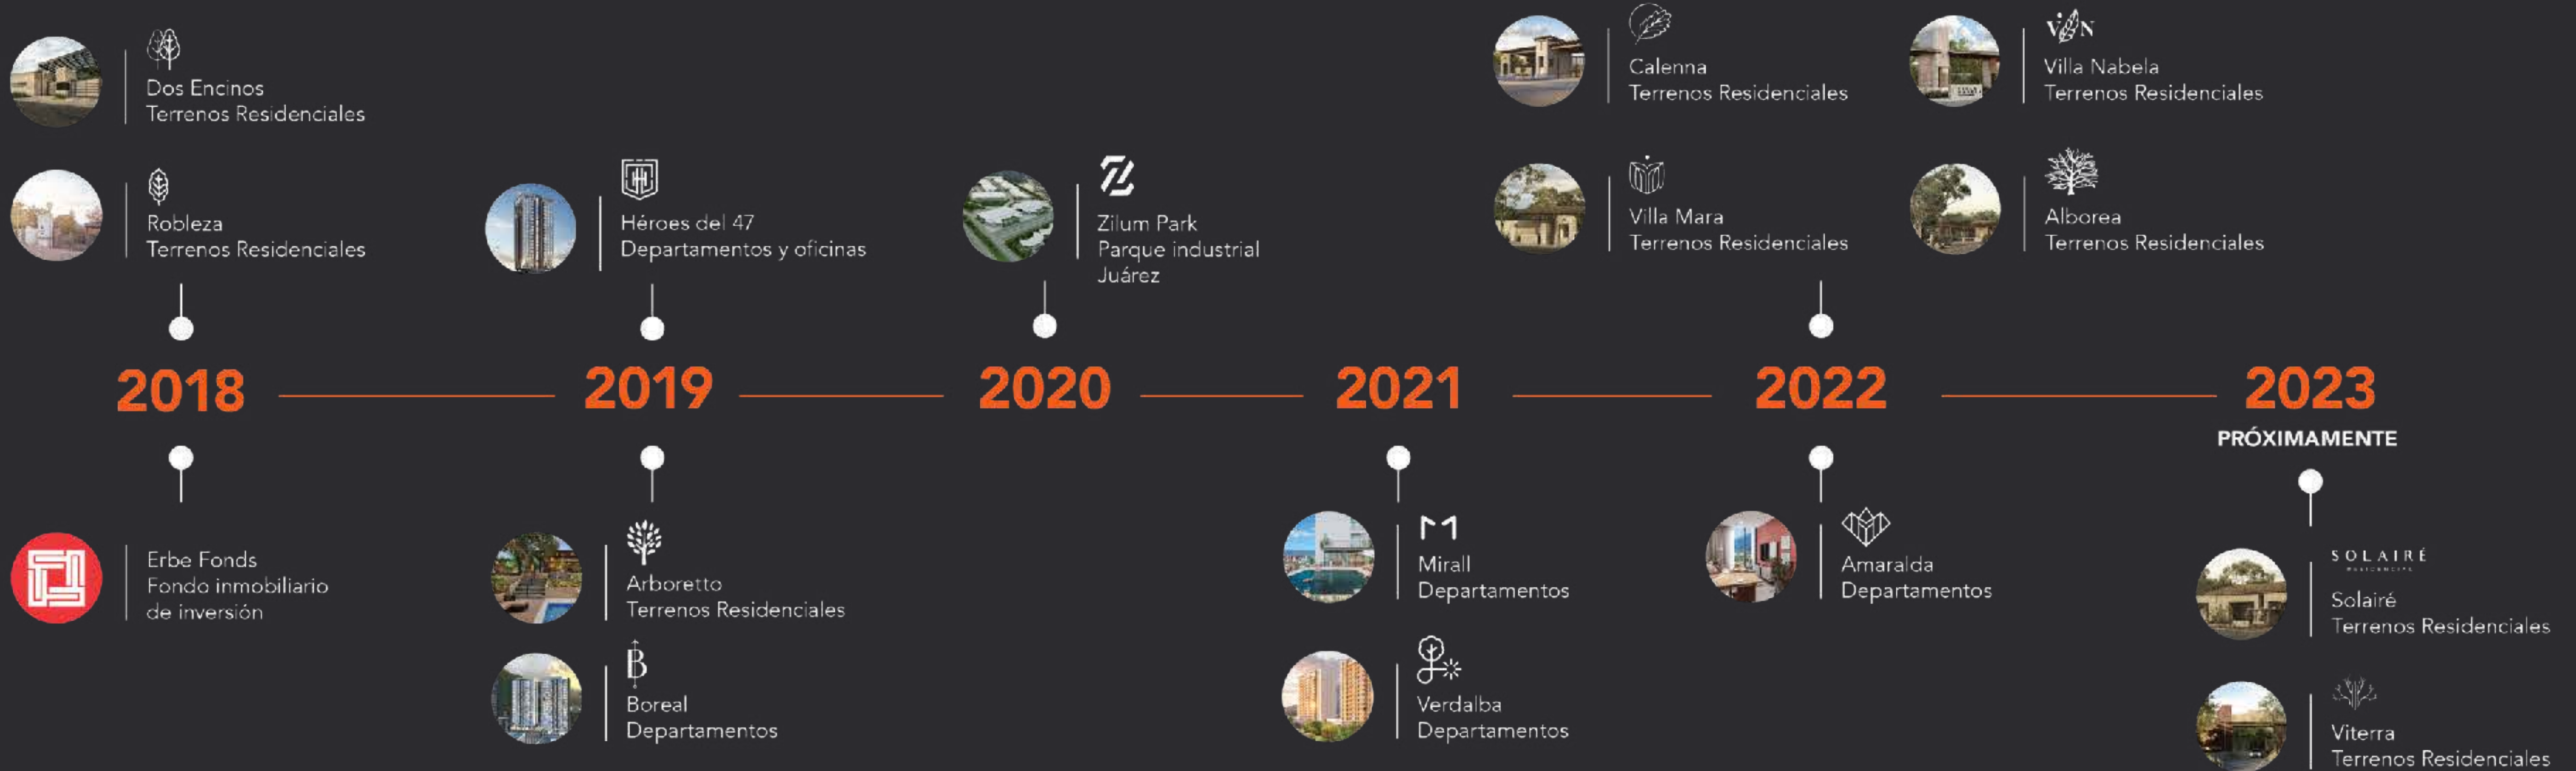 Dos Encinos
Terrenos Residenciales
Robleza
Terrenos Residenciales
Héroes del 47
Departamentos y oficinas
Zilum Park
Parque industrial
Juárez
Calenna
Terrenos Residenciales
VN
Villa Nabela
Terrenos Residenciales
Villa Mara
Terrenos Residenciales
Alborea
Terrenos Residenciales
2018
2019
2020
2021
2022
2023
PRÓXIMAMENTE
Erbe Fonds
Fondo inmobiliario
de inversión
Arboretto
Terrenos Residenciales
B
Boreal
Departamentos
Mirall
Departamentos
Verdalba
Departamentos
Amaralda
Departamentos
SOLAIRÉ
Solairé
Terrenos Residenciales
Viterra
Terrenos Residenciales